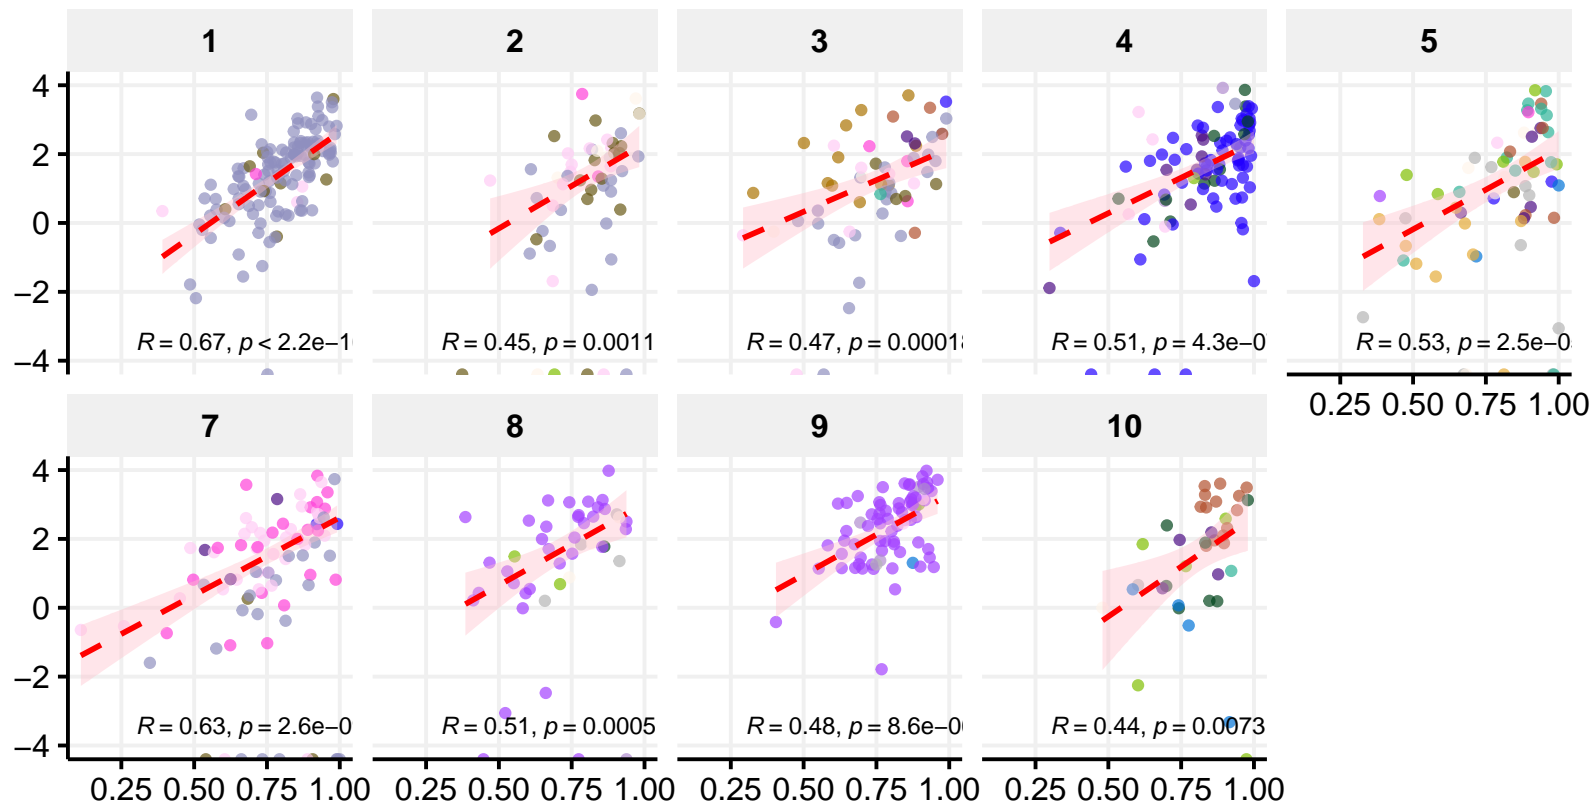 1 2 3 4 5
4
2
0
−2
−4
R = 0.67, p < 2.2e−1 R = 0.45, p = 0.0011 R = 0.47, p = 0.00018 R = 0.51, p = 4.3e−0 R = 0.53, p = 2.5e−0
0.25 0.50 0.75 1.00
7 8 9 10
4
2
0
−2
−4
R = 0.63, p = 2.6e−0 R = 0.51, p = 0.0005 R = 0.48, p = 8.6e−0 R = 0.44, p = 0.0073
0.25 0.50 0.75 1.00 0.25 0.50 0.75 1.00 0.25 0.50 0.75 1.00 0.25 0.50 0.75 1.00